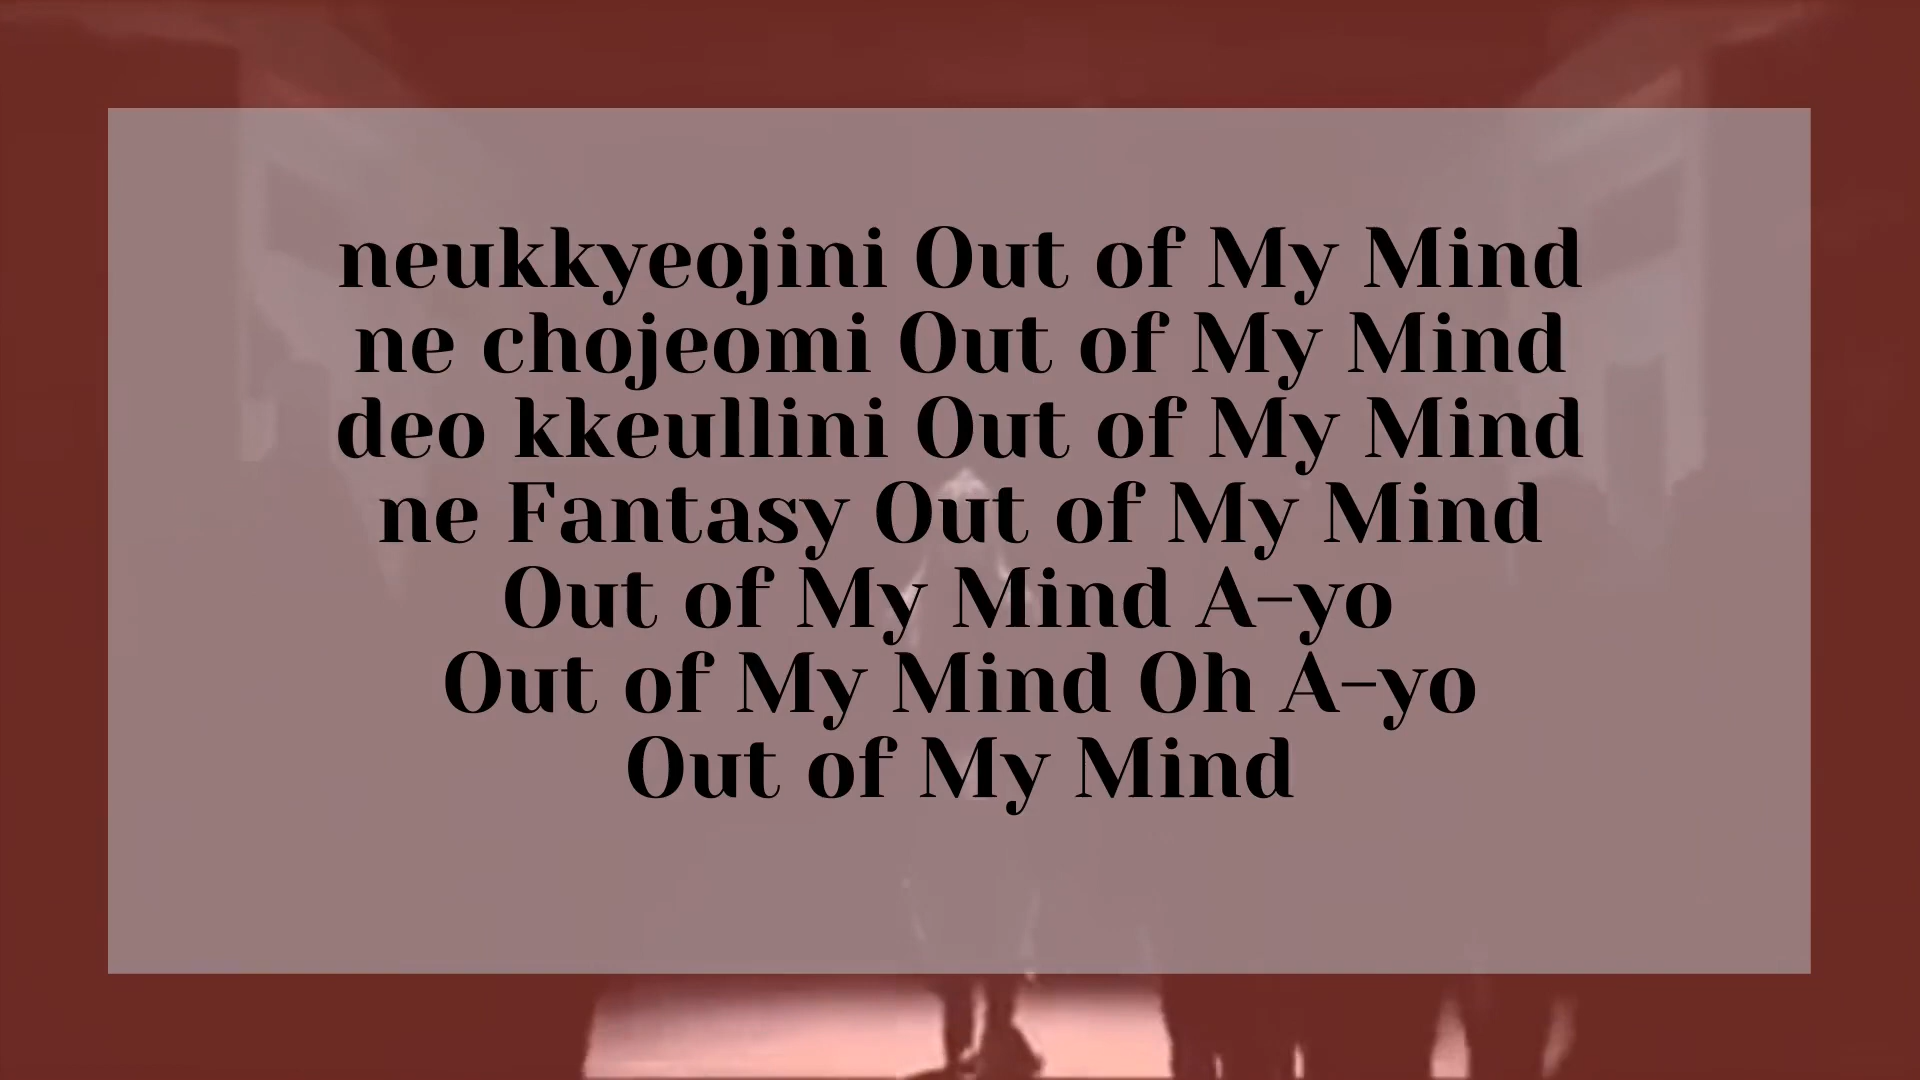 neukkyeojini Out of My Mind
ne chojeomi Out of My Mind
deo kkeullini Out of My Mind
ne Fantasy Out of My Mind
Out of My Mind A-yo
Out of My Mind Oh A-yo
Out of My Mind